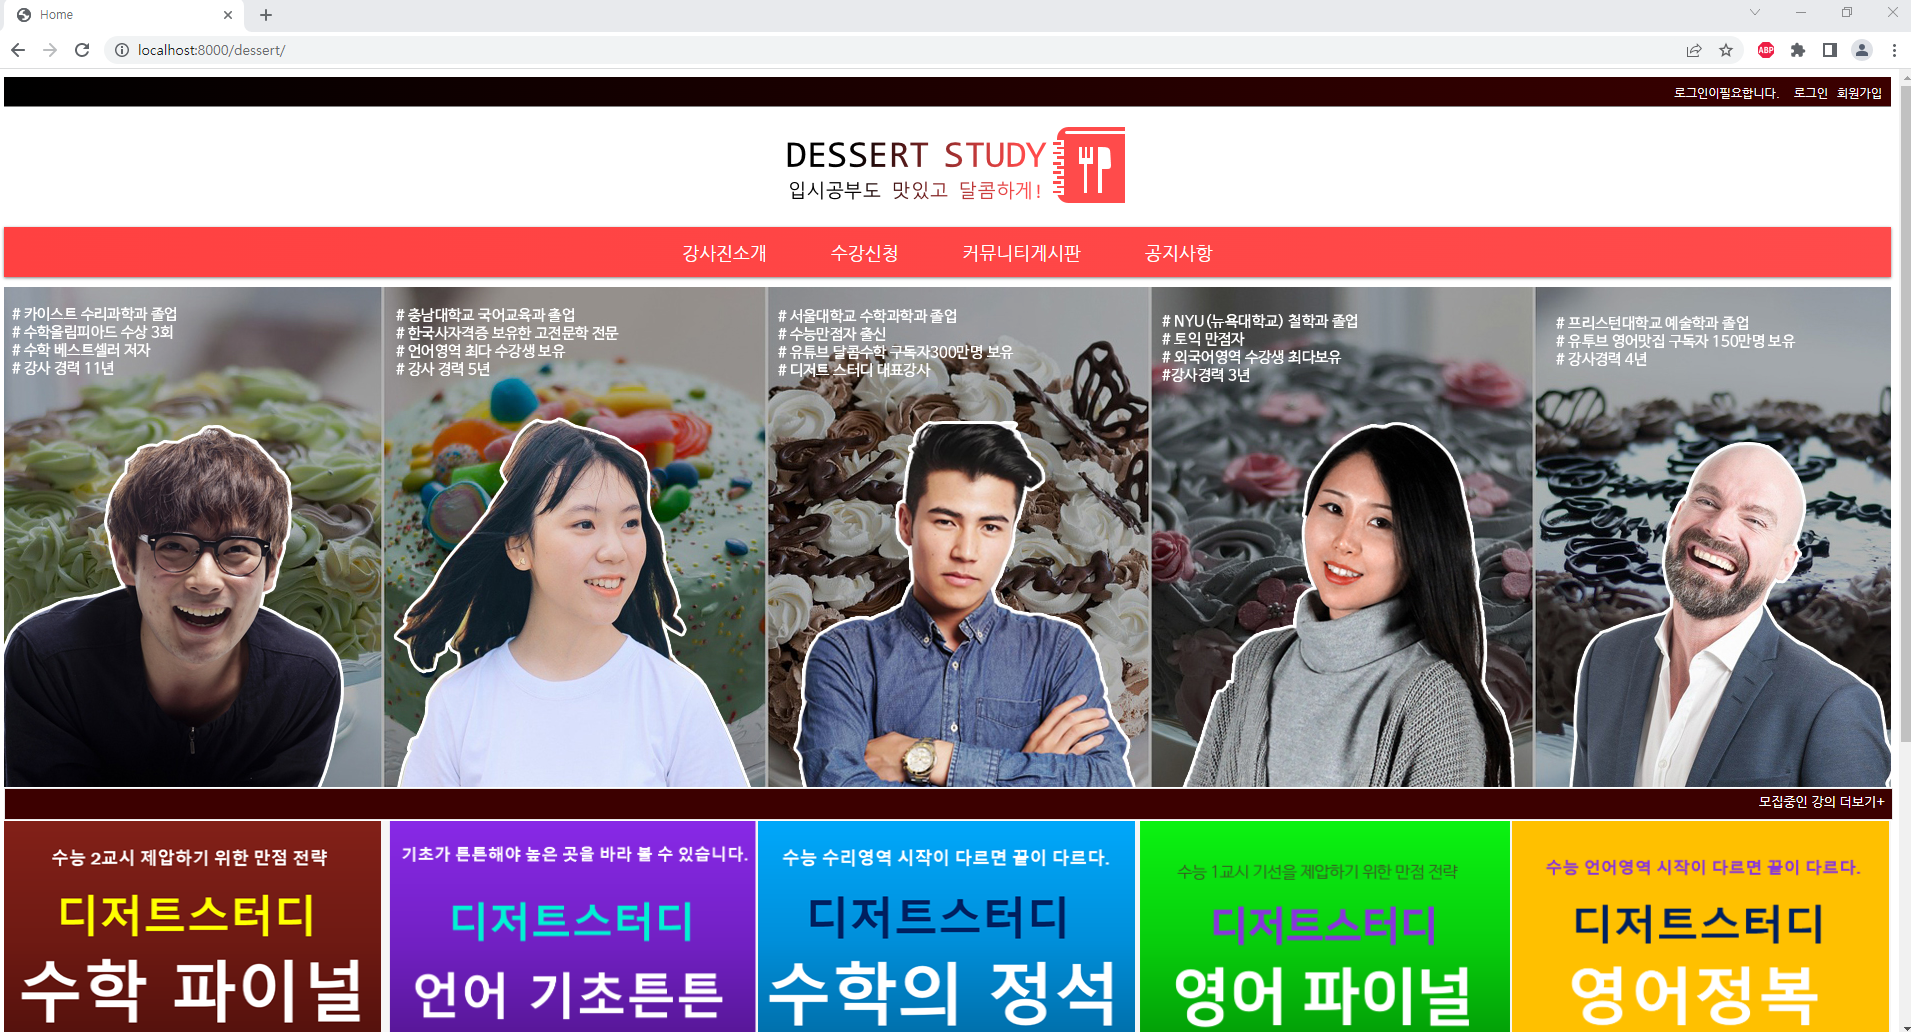 Home
localhost:8000/dessert/
ABP
로그인이필요합니다. 로그인 회원가입
DESSERT STUDY
입시공부도 맛있고 달콤하게!
강사진소개 수강신청 커뮤니티게시판 공지사항
# 카이스트 수리과학과 졸업
# 수학올림피아드 수상 3회
# 수학 베스트셀러 저자
# 강사 경력 11년
# 충남대학교 국어교육과 졸업
# 한국사자격증 보유한 고전문학 전문
# 언어영역 최다 수강생 보유
# 강사 경력 5년
# 서울대학교 수학과학과 졸업
# 수능만점자 출신
# 유튜브 달콤수학 구독자300만명 보유
# 디저트 스터디 대표강사
# NYU(뉴욕대학교) 철학과 졸업
# 토익 만점자
# 외국어영역 수강생 최다보유
#강사경력 3년
# 프리스턴대학교 예술학과 졸업
# 유투브 영어맛집 구독자 150만명 보유
# 강사경력 4년
모집중인 강의 더보기+
수능 2교시 제압하기 위한 만점 전략
디저트스터디
수학 파이널
기초가 튼튼해야 높은 곳을 바라 볼 수 있습니다.
디저트스터디
언어 기초튼튼
수능 수리영역 시작이 다르면 끝이 다르다.
디저트스터디
수학의 정석
수능 1교시 기선을 제압하기 위한 만점 전략
디저트스터디
영어 파이널
수능 언어영역 시작이 다르면 끝이 다르다.
디저트스터디
영어정복